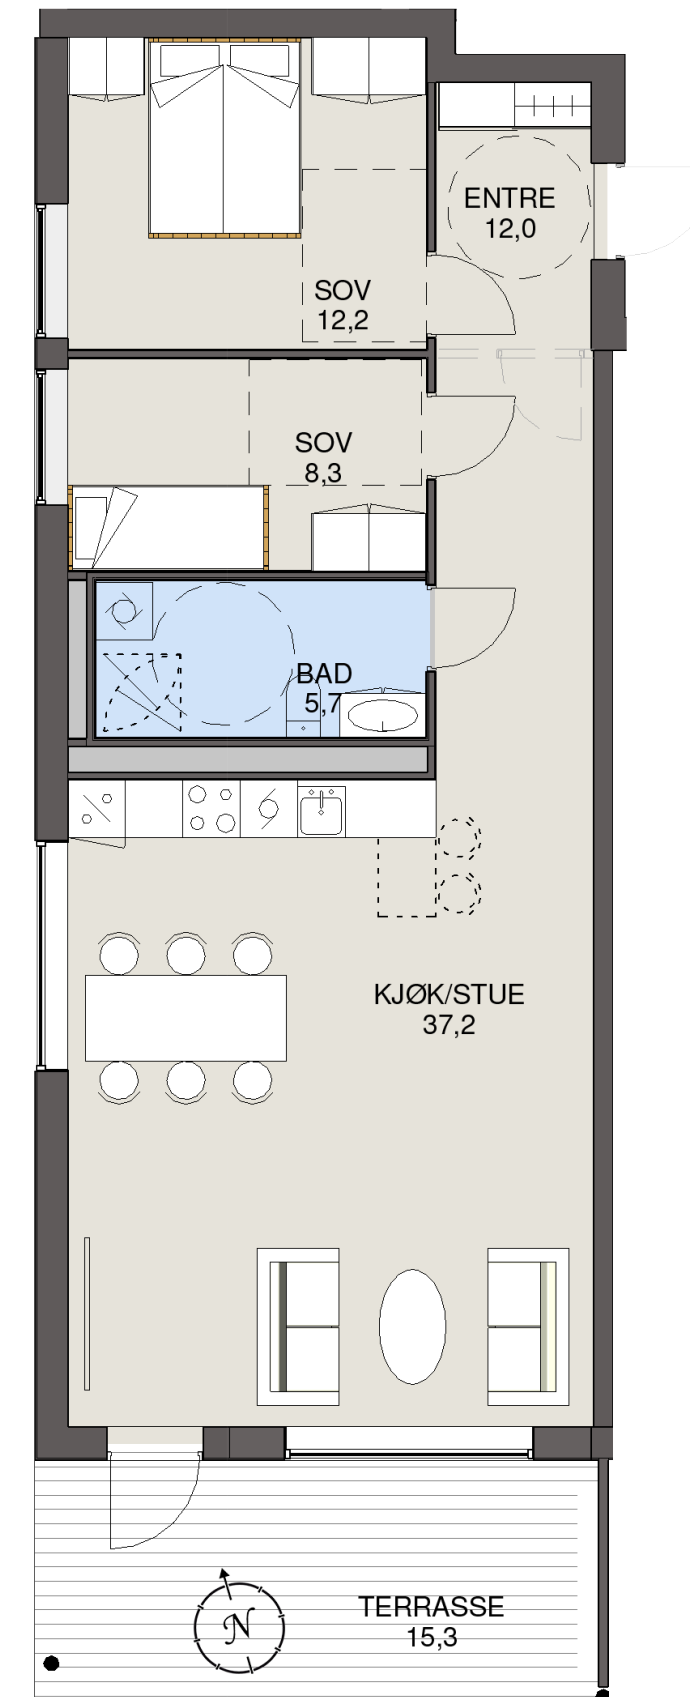 ENTRE
12,0
SOV
12,2
SOV
8,3
BAD
5,7
KJØK/STUE
37,2
TERRASSE
15,3
N